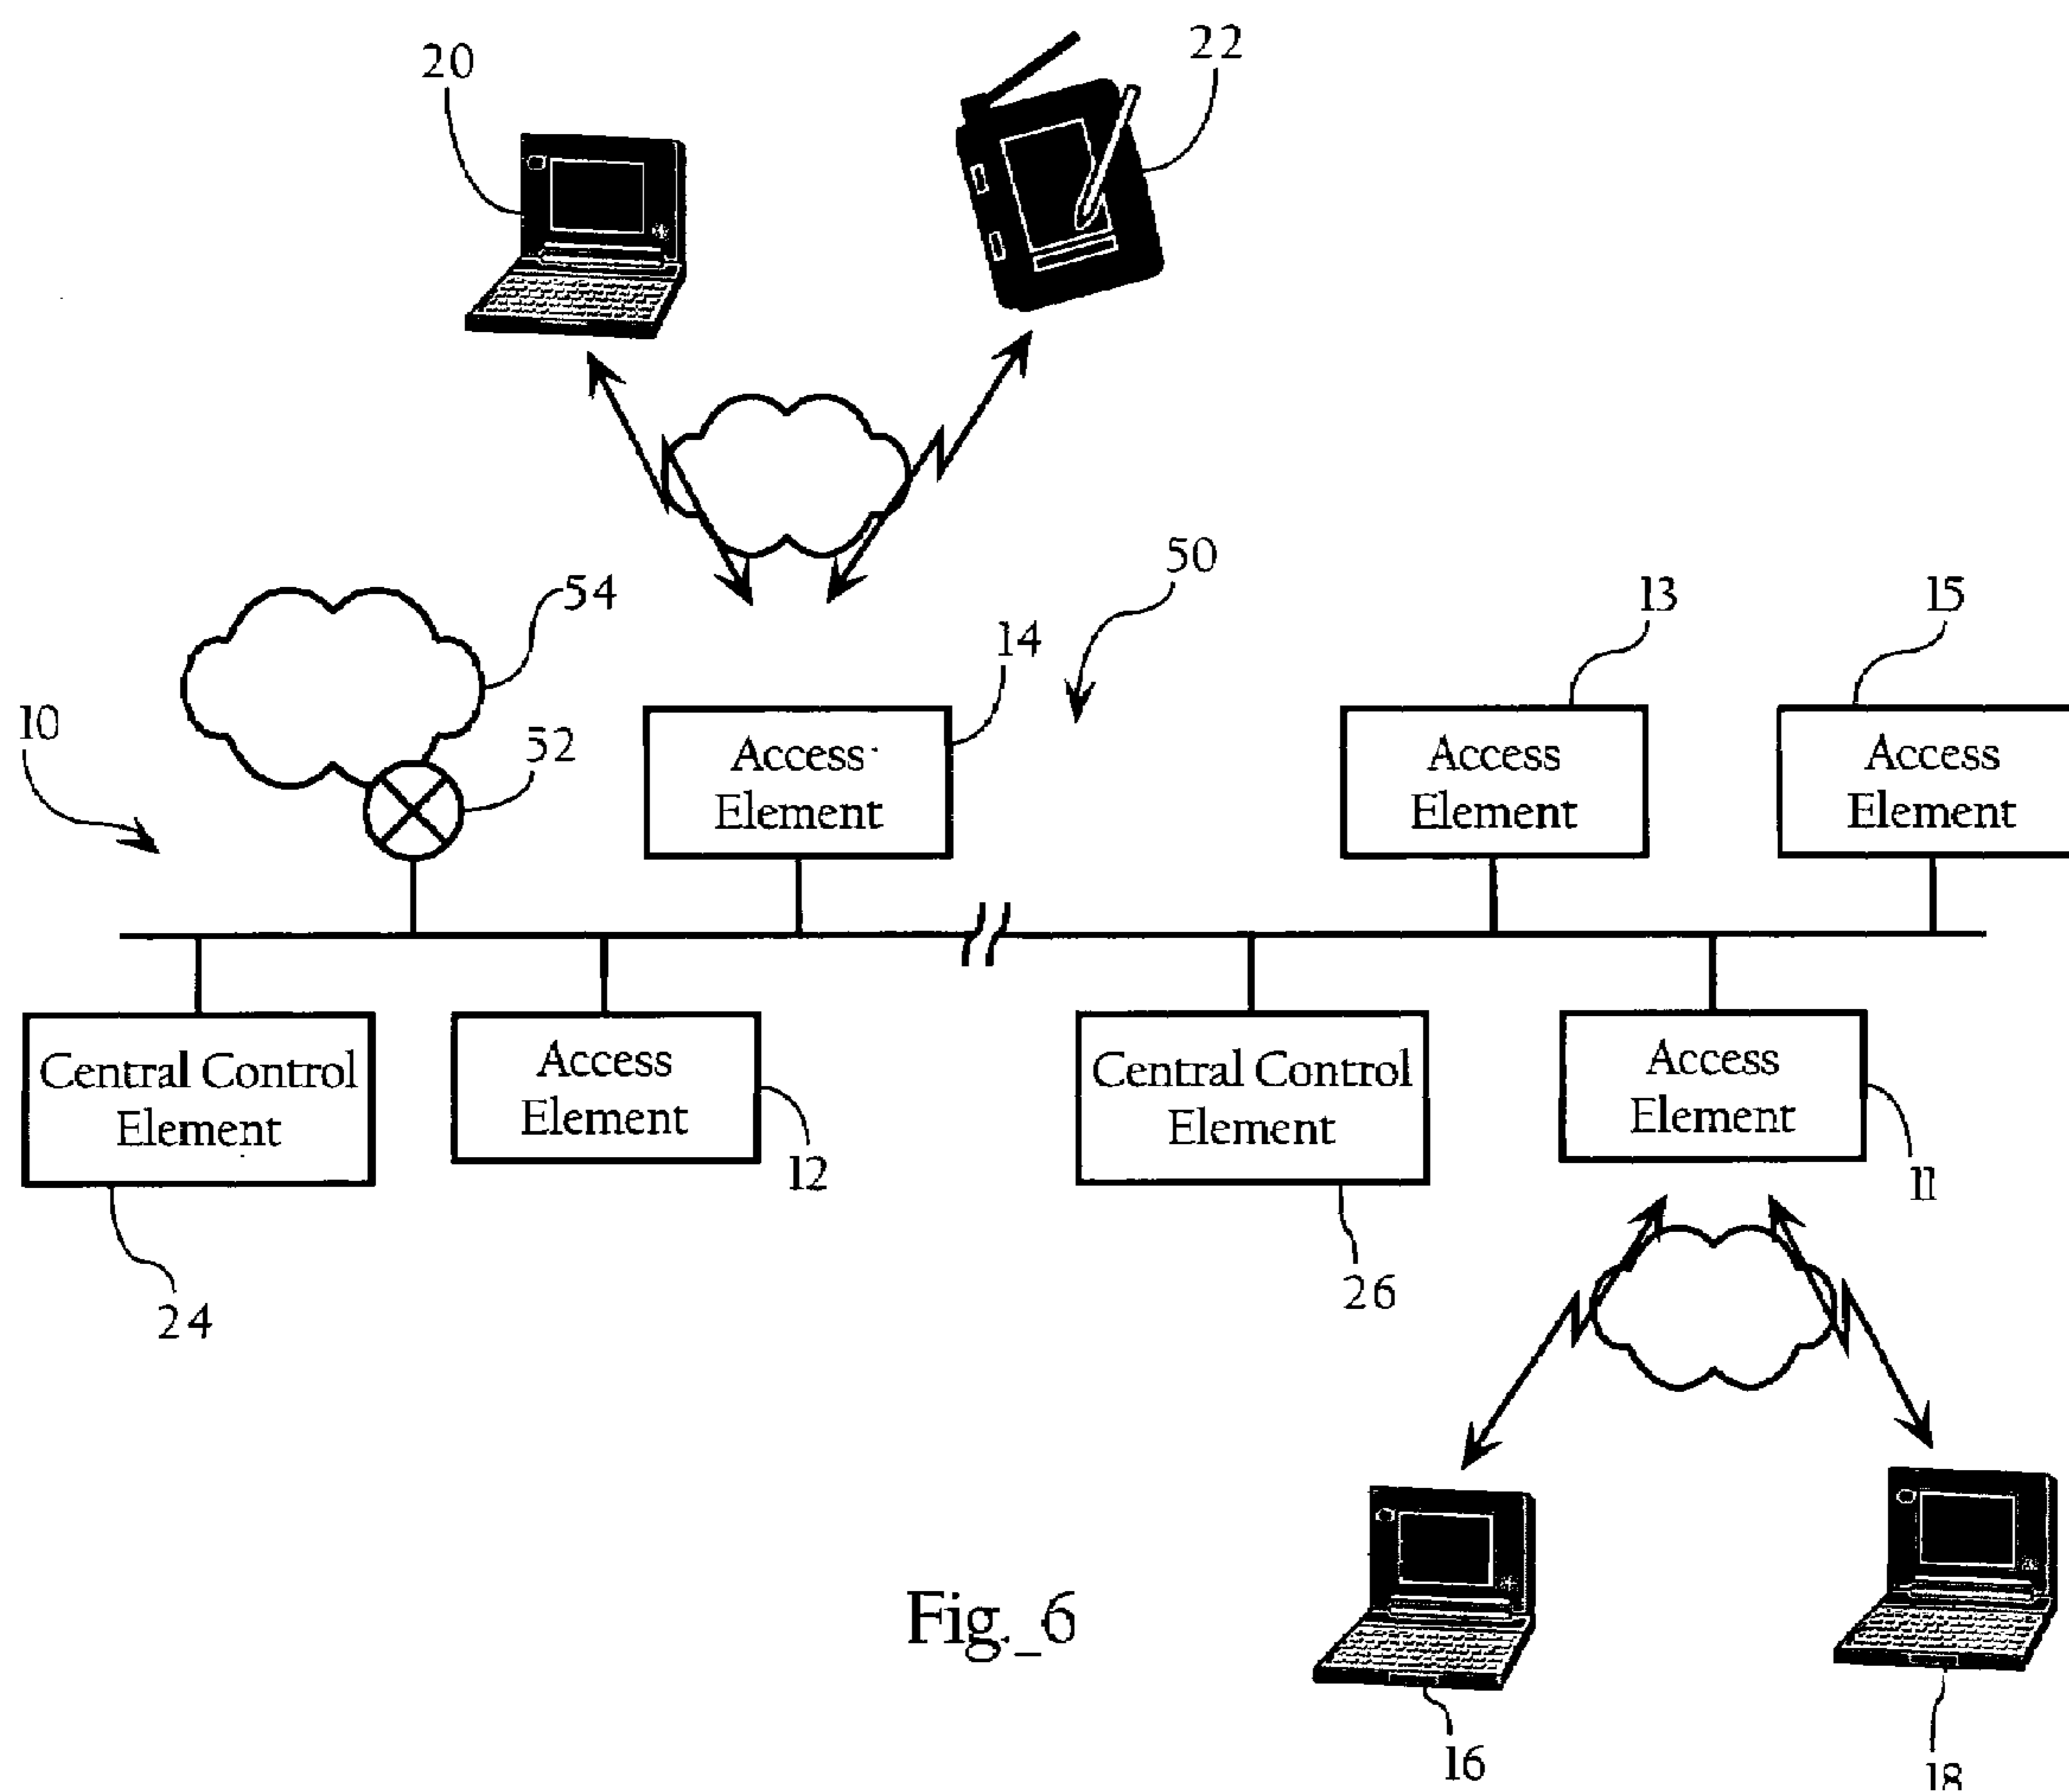 20
22
54
50
13
15
14
10
52
Access
Element
Access
Element
Access
Element
Central Control
Element
Access
Element
Central Control
Element
Access
Element
12
11
24
26
Fig._6
16
18